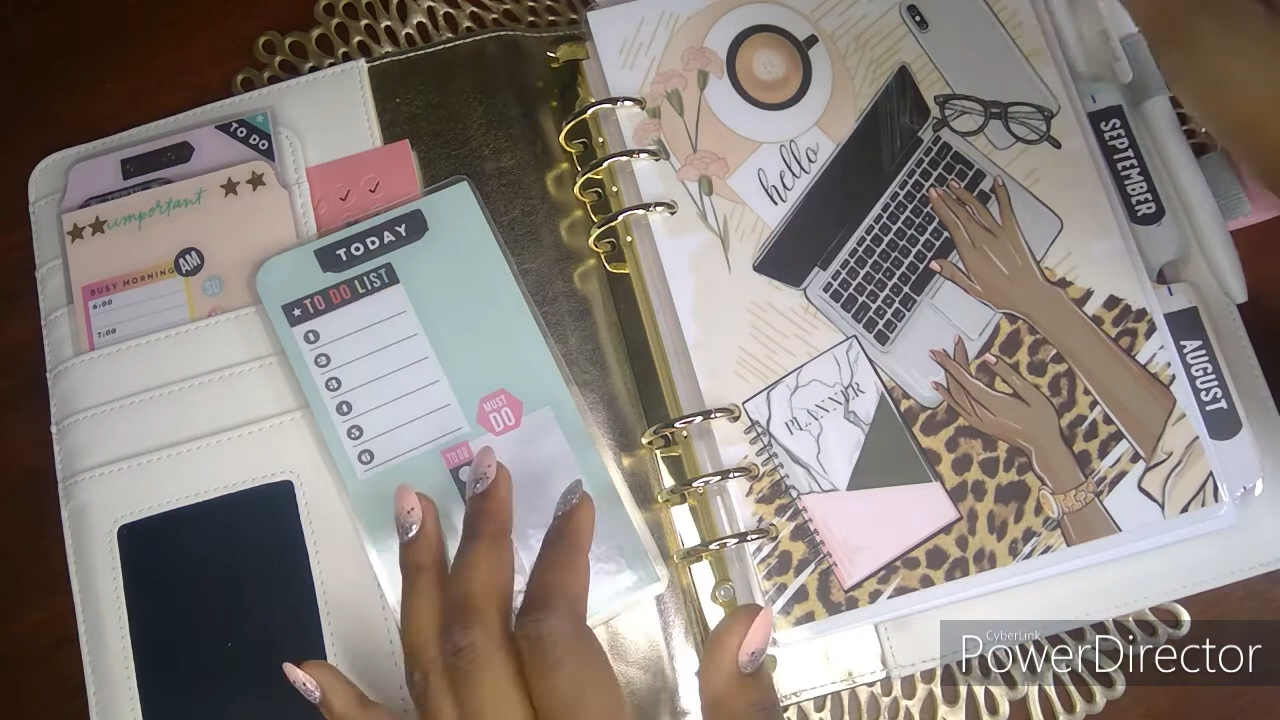 TO DO
important
BUSY MORNING
AM
6:00
7:00
SU
TODAY
TO DO LIST
1
2
3
4
5
6
MUST
DO
TO DO
hello
PLANNER
SEPTEMBER
AUGUST
CyberLink
PowerDirector